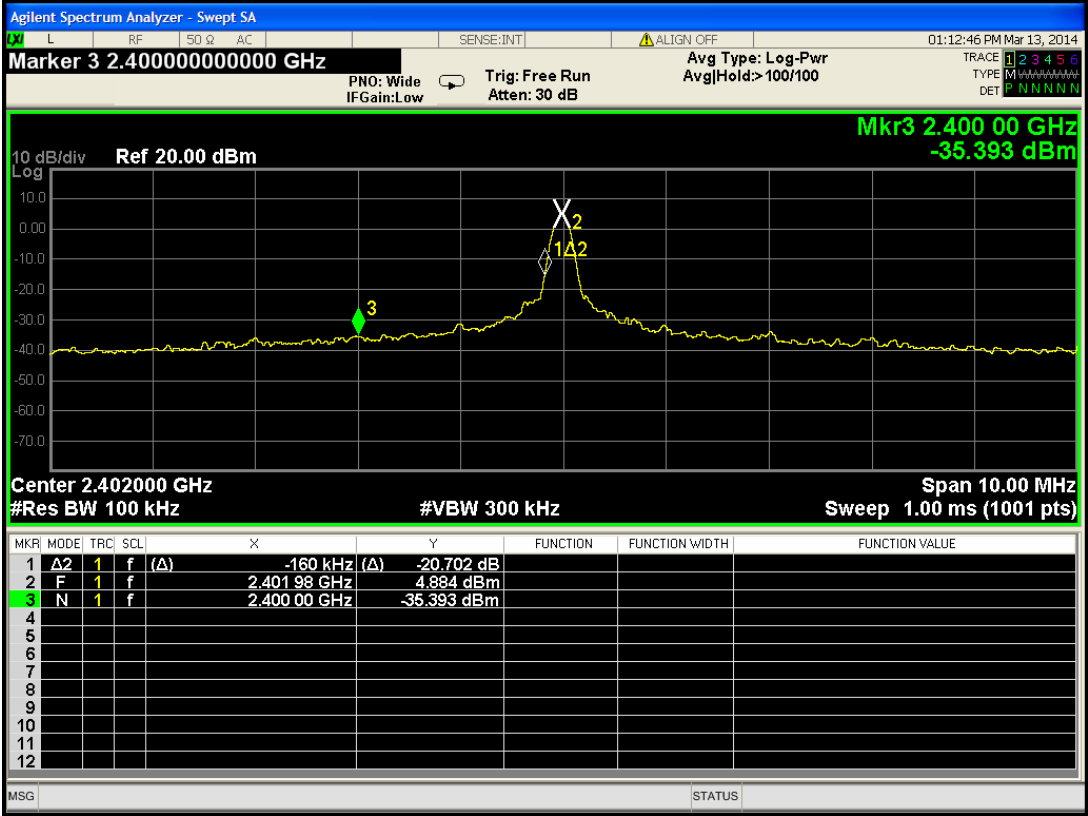 Agilent Spectrum Analyzer - Swept SA
LXI L RF 50 Ω AC SENSE:INT ALIGN OFF 01:12:46 PM Mar 13, 2014
Marker 3 2.400000000000 GHz
PNO: Wide
IFGain:Low
Trig: Free Run
Atten: 30 dB
Avg Type: Log-Pwr
Avg|Hold:>100/100
TRACE 1 2 3 4 5 6
TYPE M WWWWW
DET P N N N N N
Mkr3 2.400 00 GHz
-35.393 dBm
10 dB/div Ref 20.00 dBm
Log
10.0
0.00
-10.0
-20.0
-30.0
-40.0
-50.0
-60.0
-70.0
2
1Δ2
3
Center 2.402000 GHz Span 10.00 MHz
#Res BW 100 kHz #VBW 300 kHz Sweep 1.00 ms (1001 pts)
MKR MODE TRC SCL X Y FUNCTION FUNCTION WIDTH FUNCTION VALUE
1 Δ2 1 f (Δ) -160 kHz (Δ) -20.702 dB
2 F 1 f 2.401 98 GHz 4.884 dBm
3 N 1 f 2.400 00 GHz -35.393 dBm
4
5
6
7
8
9
10
11
12
MSG STATUS